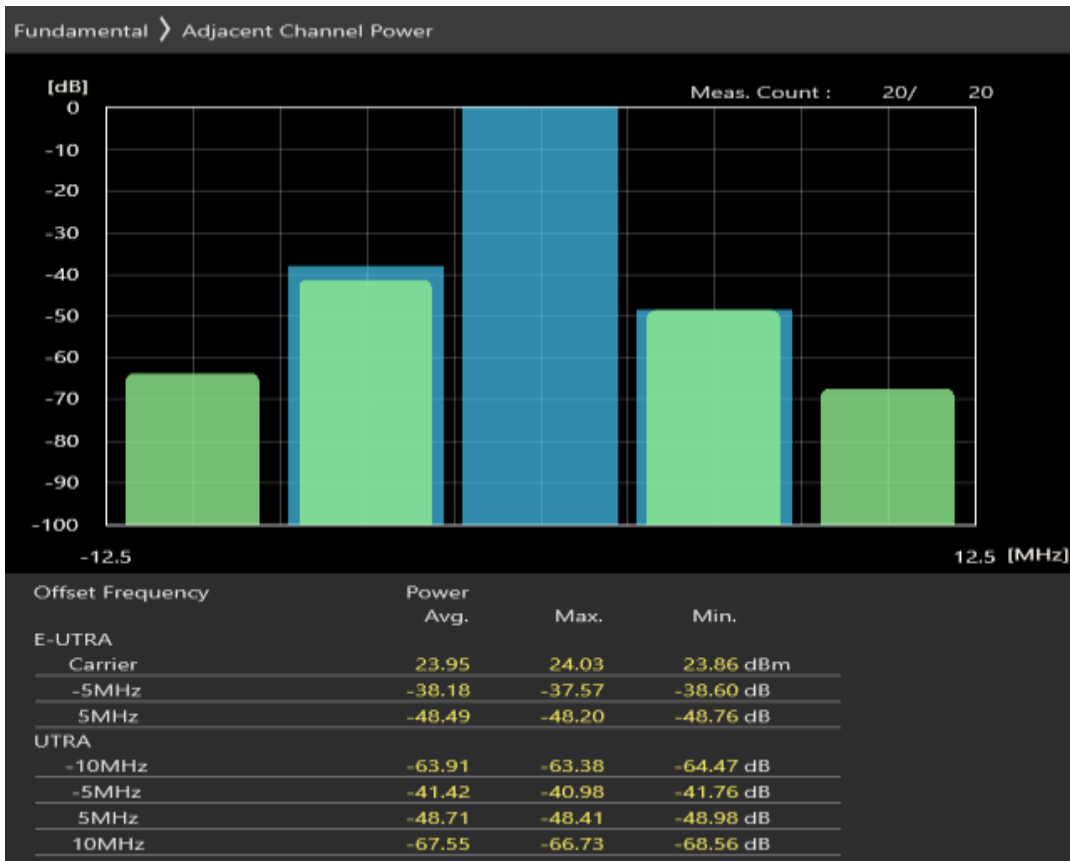 Fundamental ❯ Adjacent Channel Power
[dB]
Meas. Count : 20/ 20
0
-10
-20
-30
-40
-50
-60
-70
-80
-90
-100
-12.5 12.5 [MHz]
Offset Frequency Power
Avg. Max. Min.
E-UTRA
Carrier 23.95 24.03 23.86 dBm
-5MHz -38.18 -37.57 -38.60 dB
5MHz -48.49 -48.20 -48.76 dB
UTRA
-10MHz -63.91 -63.38 -64.47 dB
-5MHz -41.42 -40.98 -41.76 dB
5MHz -48.71 -48.41 -48.98 dB
10MHz -67.55 -66.73 -68.56 dB